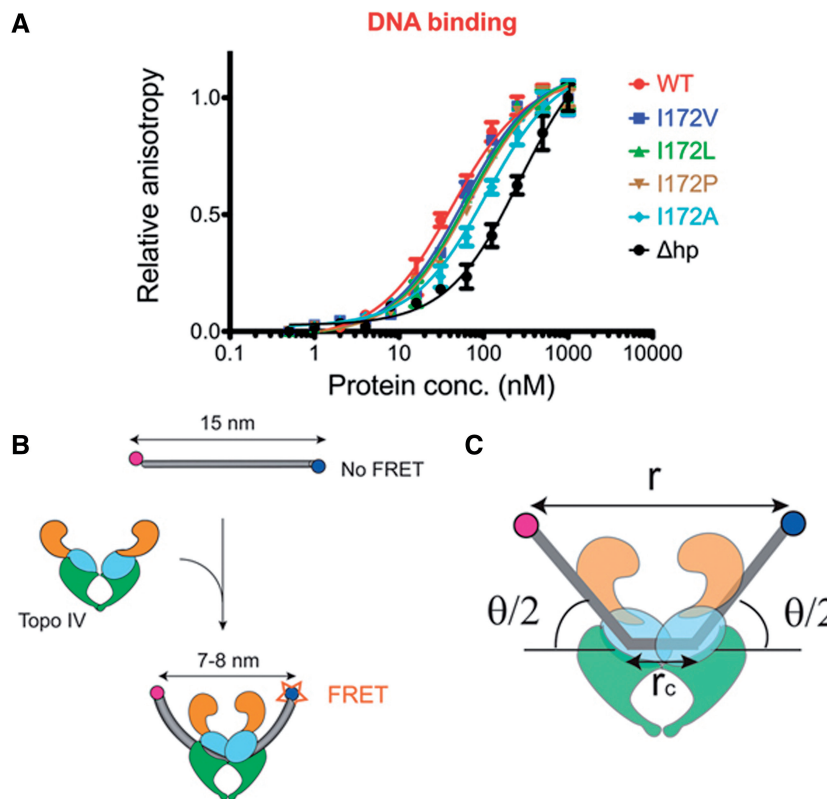 A
DNA binding
Relative anisotropy
1.0
0.5
0.0
0.1
1
10
100
1000
10000
Protein conc. (nM)
WT
I172V
I172L
I172P
I172A
Δhp
B
15 nm
No FRET
Topo IV
7-8 nm
FRET
C
r
θ/2
θ/2
rc